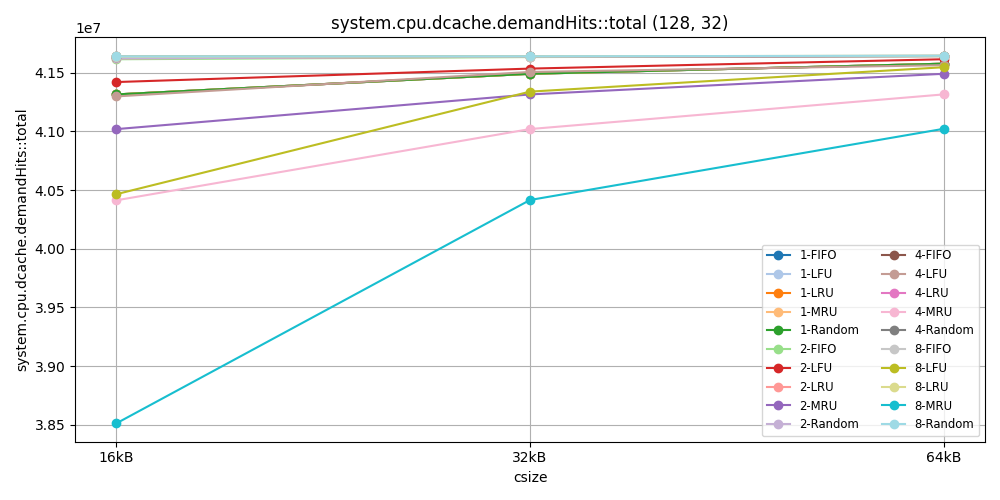 system.cpu.dcache.demandHits::total (128, 32)
1e7
4.15
4.10
4.05
4.00
3.95
3.90
3.85
system.cpu.dcache.demandHits::total
16kB
32kB
64kB
csize
1-FIFO
1-LFU
1-LRU
1-MRU
1-Random
2-FIFO
2-LFU
2-LRU
2-MRU
2-Random
4-FIFO
4-LFU
4-LRU
4-MRU
4-Random
8-FIFO
8-LFU
8-LRU
8-MRU
8-Random